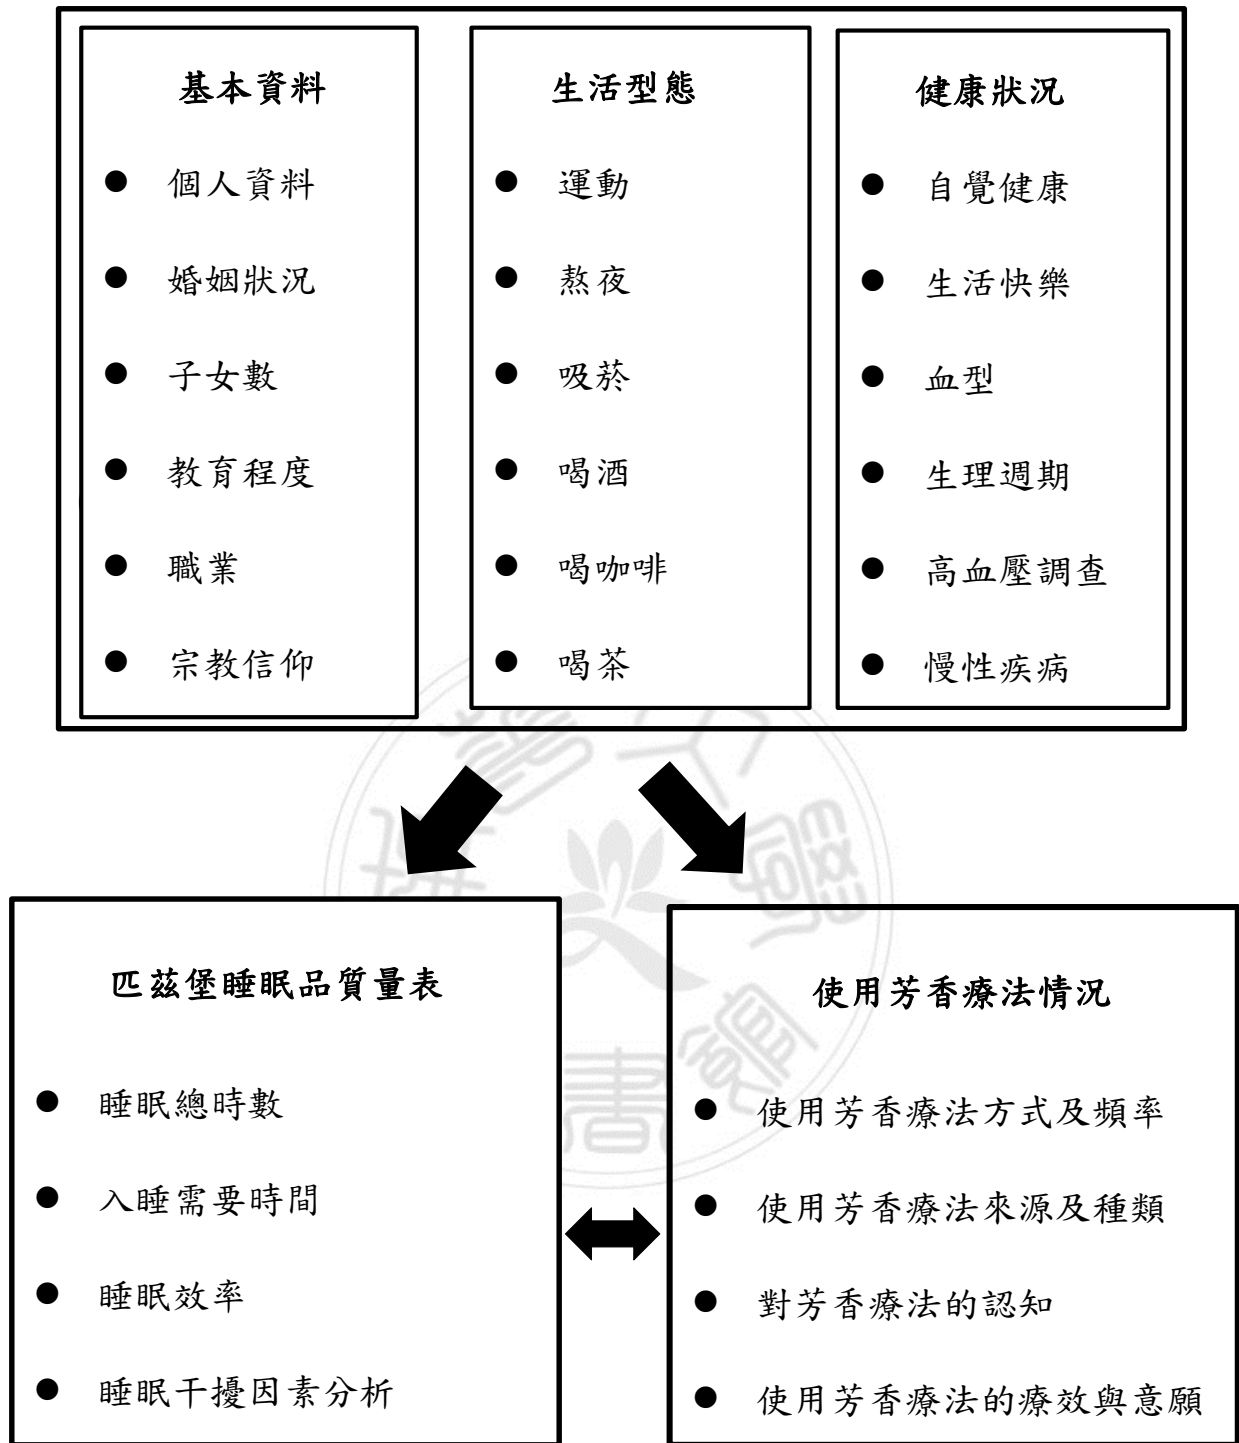 基本資料
個人資料
婚姻狀況
子女數
教育程度
職業
宗教信仰
生活型態
運動
熬夜
吸菸
喝酒
喝咖啡
喝茶
健康狀況
自覺健康
生活快樂
血型
生理週期
高血壓調查
慢性疾病
匹茲堡睡眠品質量表
睡眠總時數
入睡需要時間
睡眠效率
睡眠干擾因素分析
使用芳香療法情況
使用芳香療法方式及頻率
使用芳香療法來源及種類
對芳香療法的認知
使用芳香療法的療效與意願